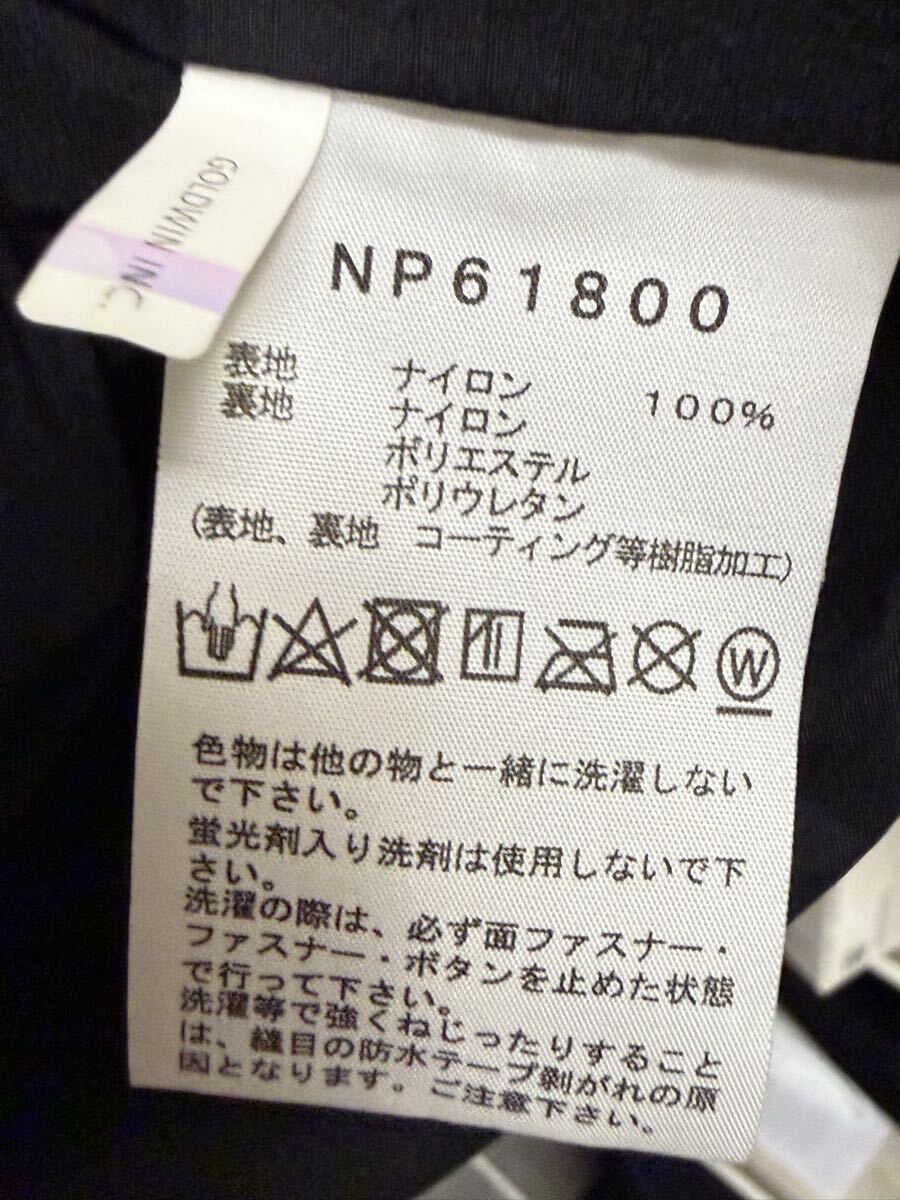 GOLDWIN INC.
NP61800
表地 ナイロン 100%
裏地 ナイロン
ポリエステル
ポリウレタン
(表地、裏地 コーティング等樹脂加工)
W
色物は他の物と一緒に洗濯しない
で下さい。
蛍光剤入り洗剤は使用しないで下
さい。
洗濯の際は、必ず面ファスナー・
ファスナー・ボタンを止めた状態
で行って下さい。
洗濯等で強くねじったりすること
は、縫目の防水テープ剥がれの原
因となります。ご注意下さい。